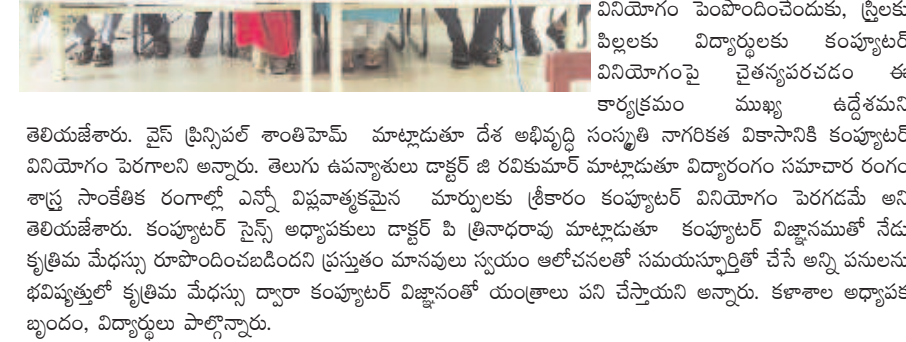 వినియోగం పెంపొందించేందుకు, స్త్రీలకు
పిల్లలకు విద్యార్థులకు కంప్యూటర్
వినియోగంపై చైతన్యపరచడం ఈ
కార్యక్రమం ముఖ్య ఉద్దేశమని
తెలియజేశారు. వైస్ ప్రిన్సిపల్ శాంతిహెమ్ మాట్లాడుతూ దేశ అభివృద్ధి సంస్కృతి నాగరికత వికాసానికి కంప్యూటర్
వినియోగం పెరగాలని అన్నారు. తెలుగు ఉపన్యాశులు డాక్టర్ జి రవికుమార్ మాట్లాడుతూ విద్యారంగం సమాచార రంగం
శాస్త్ర సాంకేతిక రంగాల్లో ఎన్నో విప్లవాత్మకమైన మార్పులకు శ్రీకారం కంప్యూటర్ వినియోగం పెరగడమే అని
తెలియజేశారు. కంప్యూటర్ సైన్స్ అధ్యాపకులు డాక్టర్ పి త్రినాధరావు మాట్లాడుతూ కంప్యూటర్ విజ్ఞానముతో నేడు
కృత్రిమ మేధస్సు రూపొందించబడిందని ప్రస్తుతం మానవులు స్వయం ఆలోచనలతో సమయస్ఫూర్తితో చేసే అన్ని పనులను
భవిష్యత్తులో కృత్రిమ మేధస్సు ద్వారా కంప్యూటర్ విజ్ఞానంతో యంత్రాలు పని చేస్తాయని అన్నారు. కళాశాల అధ్యాపక
బృందం, విద్యార్థులు పాల్గొన్నారు.